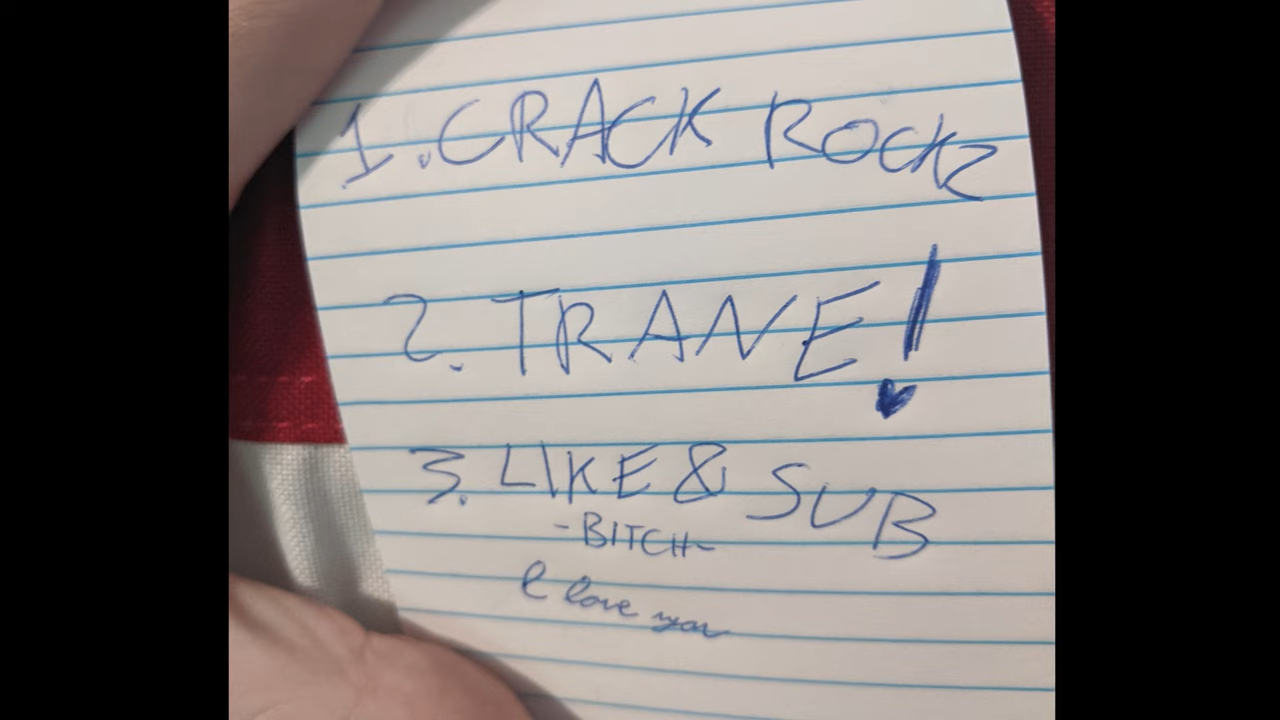 1. CRACK ROCKZ
2. TRANE!
3. LIKE & SUB
-BITCH-
I love you